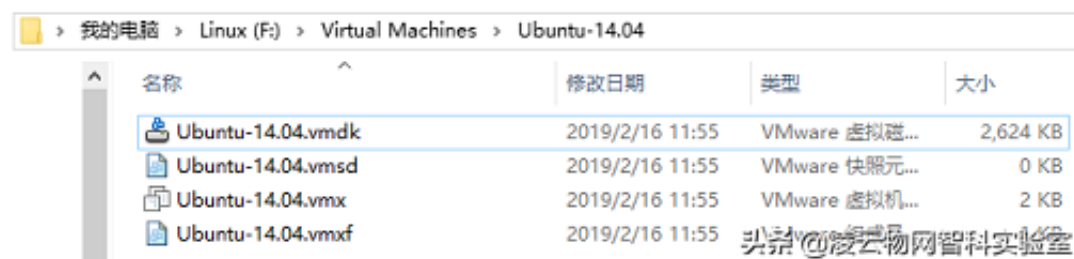 我的电脑 > Linux (F:) > Virtual Machines > Ubuntu-14.04
名称 修改日期 类型 大小
Ubuntu-14.04.vmdk 2019/2/16 11:55 VMware 虚拟磁... 2,624 KB
Ubuntu-14.04.vmsd 2019/2/16 11:55 VMware 快照元... 0 KB
Ubuntu-14.04.vmx 2019/2/16 11:55 VMware 虚拟机... 2 KB
Ubuntu-14.04.vmxf 2019/2/16 11:55
头条 @凌云物网智科实验室